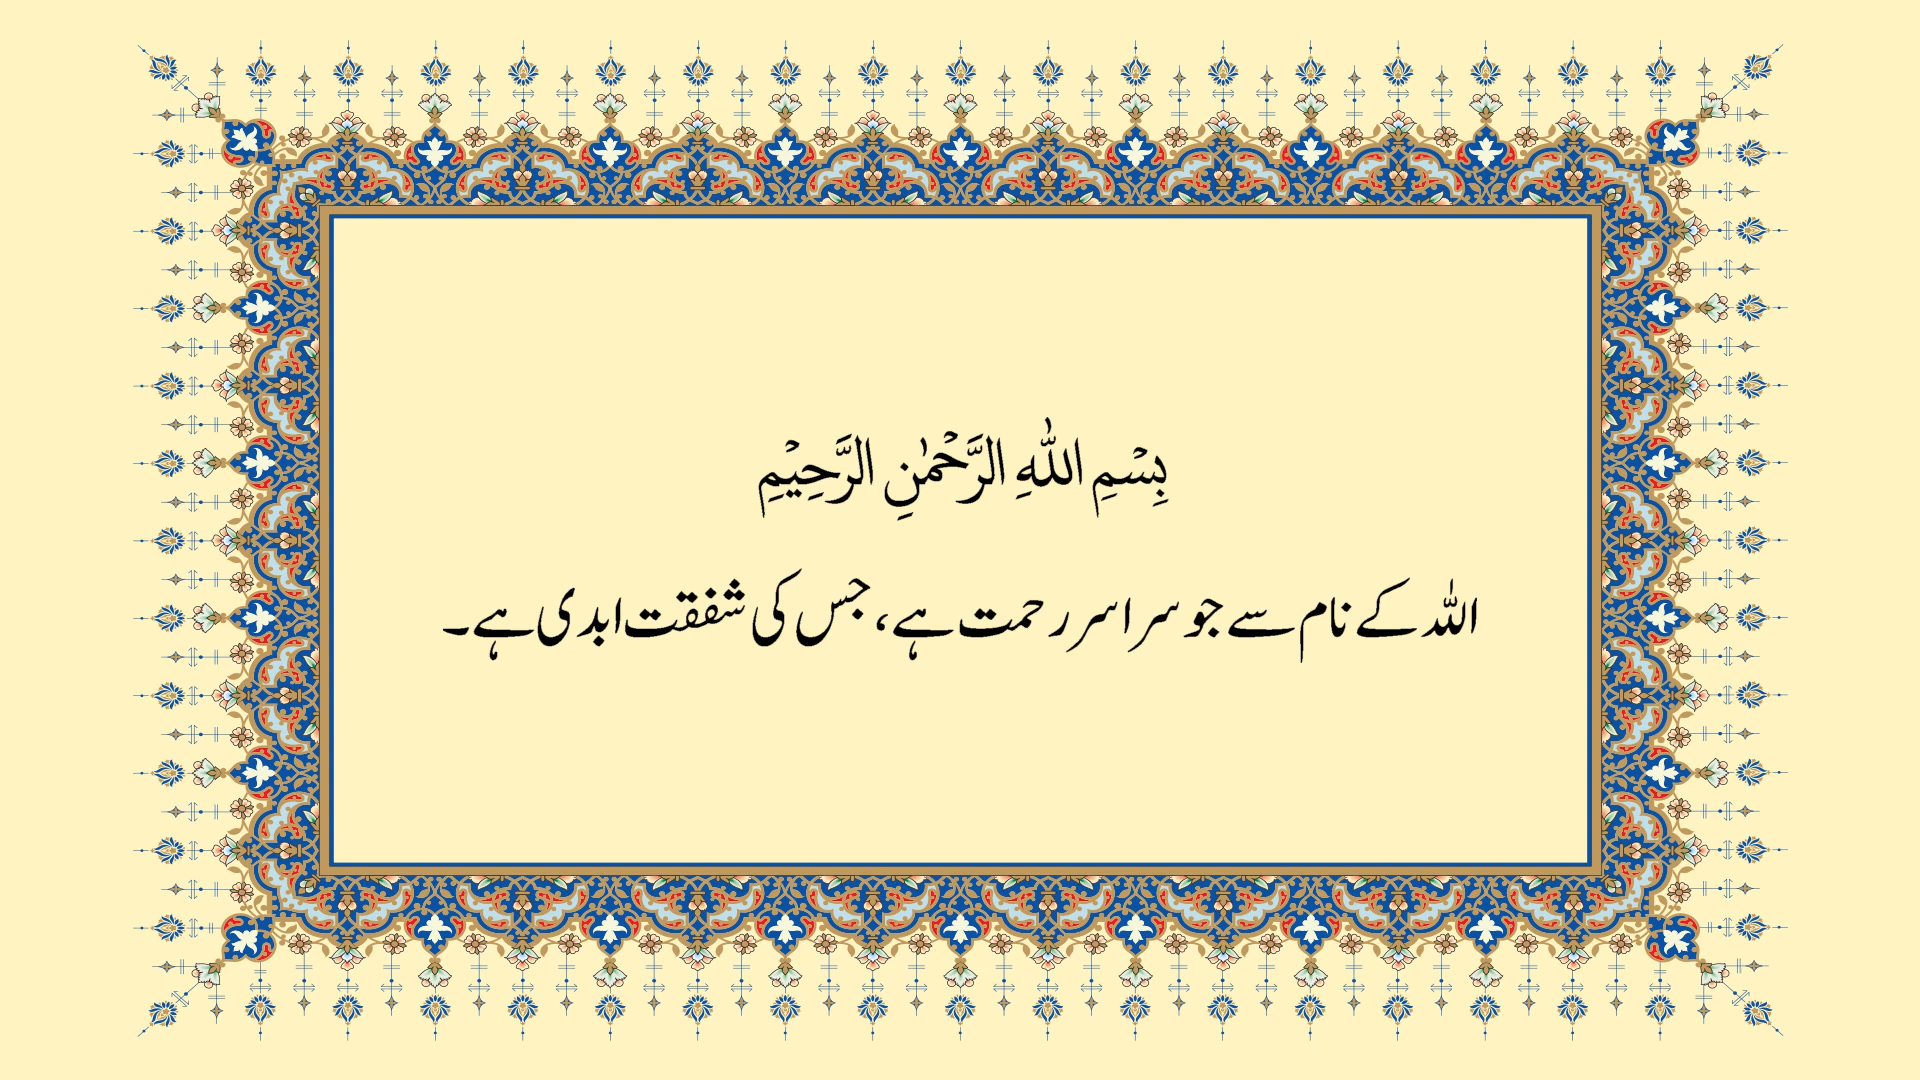 بِسْمِ اللّٰهِ الرَّحْمٰنِ الرَّحِيْمِ
اللہ کے نام سے جو سراسر رحمت ہے، جس کی شفقت ابدی ہے۔